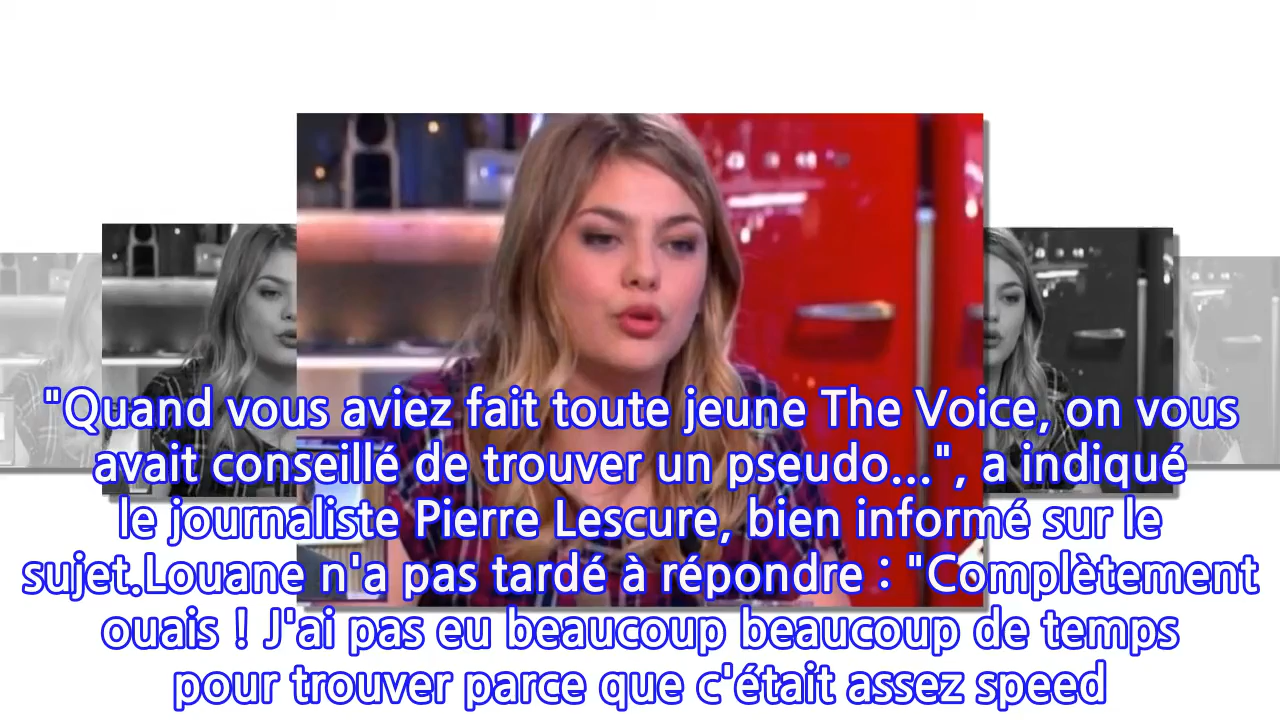 "Quand vous aviez fait toute jeune The Voice, on vous
avait conseillé de trouver un pseudo...", a indiqué
le journaliste Pierre Lescure, bien informé sur le
sujet.Louane n'a pas tardé à répondre : "Complètement
ouais ! J'ai pas eu beaucoup beaucoup de temps
pour trouver parce que c'était assez speed